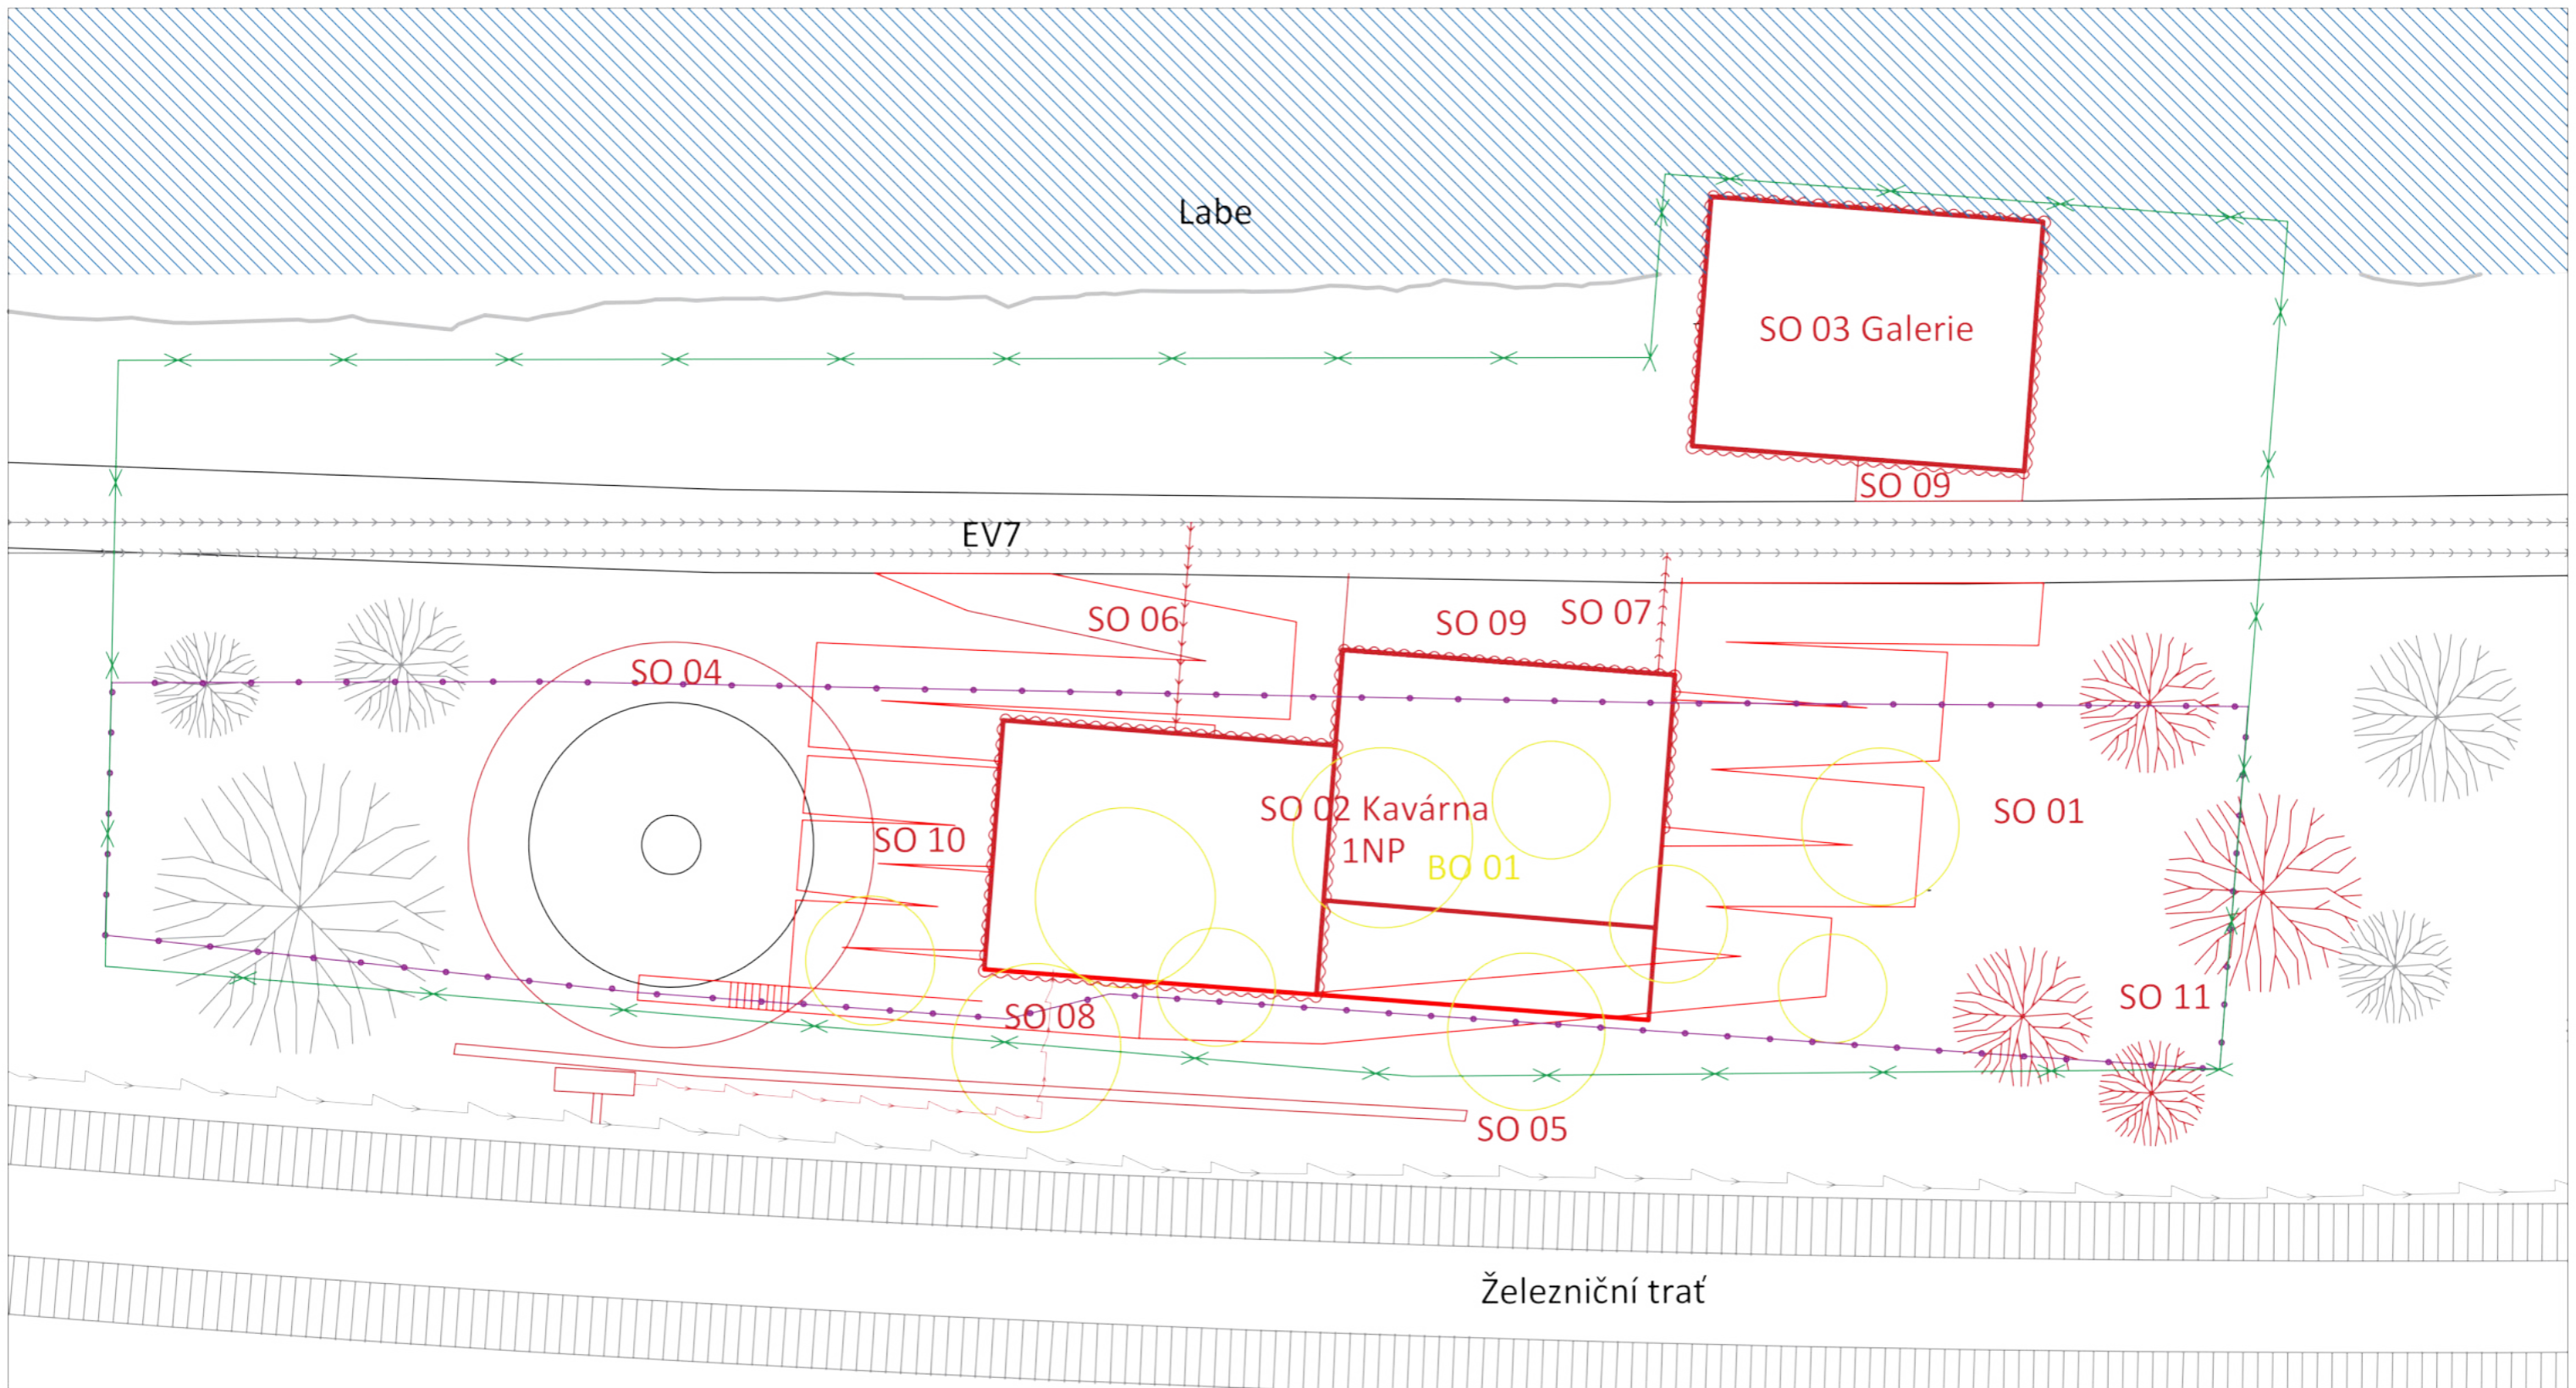 Labe
SO 03 Galerie
SO 09
EV7
SO 06
SO 09
SO 07
SO 04
SO 02 Kavárna
1NP
SO 01
SO 10
BO 01
SO 11
SO 08
SO 05
Železniční trať